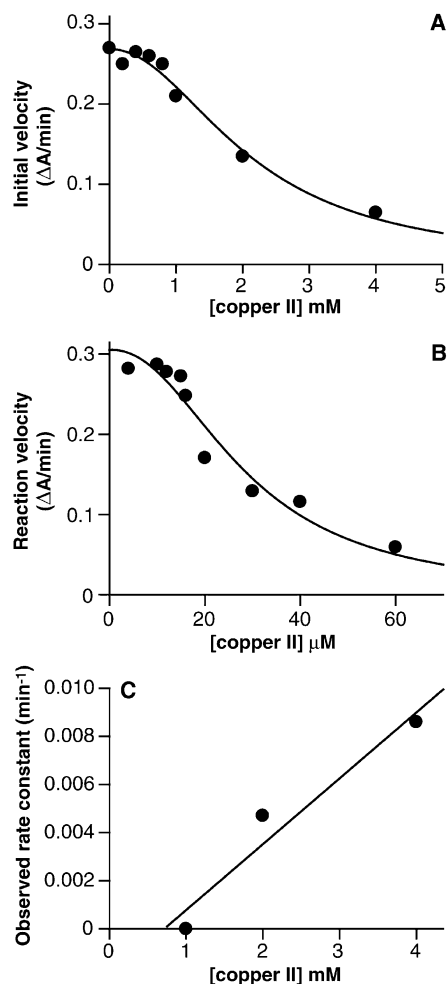 A
0.3
0.2
0.1
0
0 1 2 3 4 5
Initial velocity
(ΔA/min)
[copper II] mM
B
0.3
0.2
0.1
0
0 20 40 60
Reaction velocity
(ΔA/min)
[copper II] μM
C
0.010
0.008
0.006
0.004
0.002
0
0 1 2 3 4
Observed rate constant (min⁻¹)
[copper II] mM